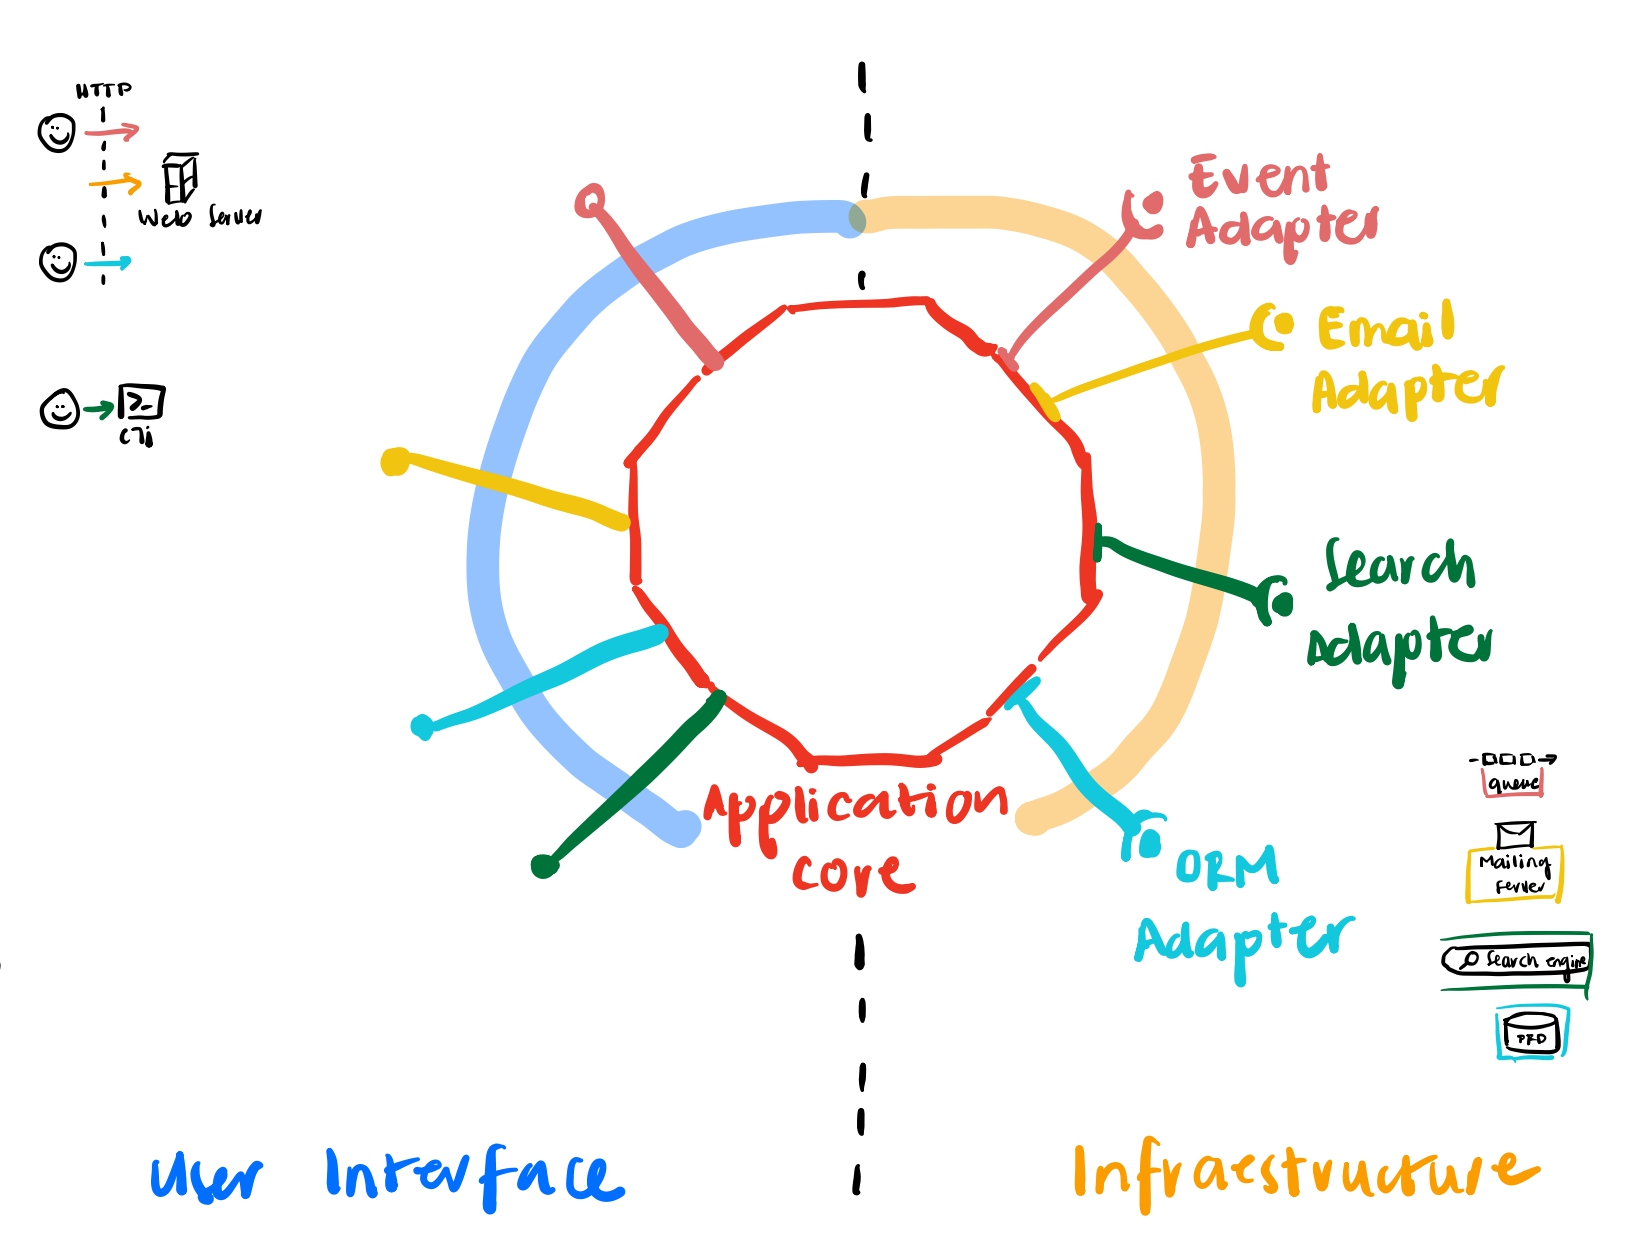 HTTP
Web Server
>_
Cli
Event
Adapter
Email
Adapter
Search
Adapter
Application
Core
ORM
Adapter
queue
Mailing
Server
Search engine
User Interface
Infraestructure